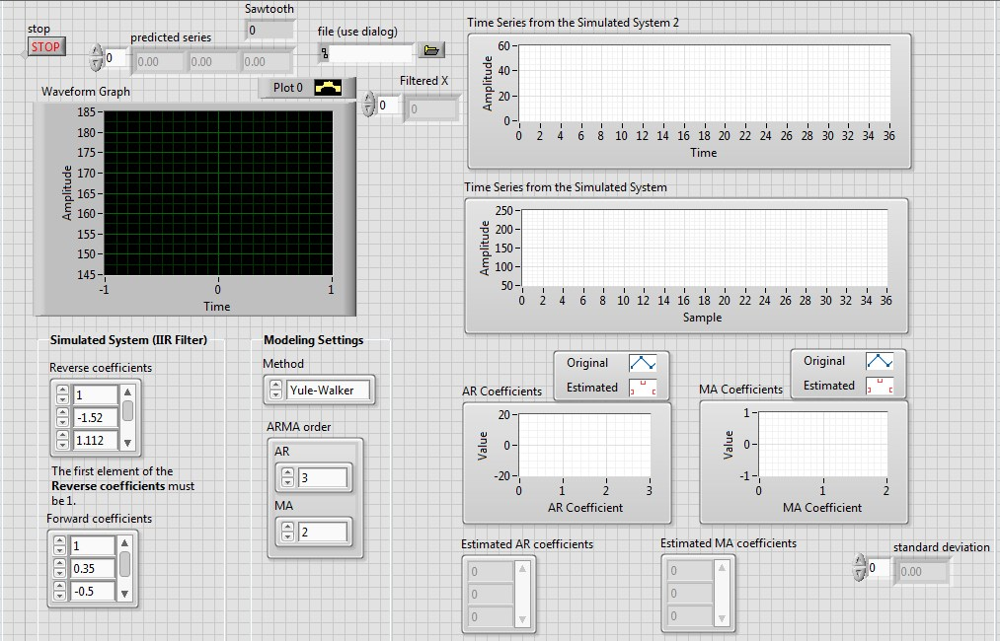 Sawtooth
0
stop
STOP
predicted series
0
0.00
0.00
0.00
file (use dialog)
Filtered X
0
0
Waveform Graph
Plot 0
185
180
175
170
165
160
155
150
145
Amplitude
-1
0
1
Time
Time Series from the Simulated System 2
60
40
20
0
Amplitude
0 2 4 6 8 10 12 14 16 18 20 22 24 26 28 30 32 34 36
Time
Time Series from the Simulated System
250
200
150
100
50
Amplitude
0 2 4 6 8 10 12 14 16 18 20 22 24 26 28 30 32 34 36
Sample
Simulated System (IIR Filter)
Reverse coefficients
1
-1.52
1.112
The first element of the
Reverse coefficients must
be 1.
Forward coefficients
1
0.35
-0.5
Modeling Settings
Method
Yule-Walker
ARMA order
AR
3
MA
2
Original
Estimated
AR Coefficients
20
0
-20
Value
0 1 2 3
AR Coefficient
Original
Estimated
MA Coefficients
1
0
-1
Value
0 1 2
MA Coefficient
Estimated AR coefficients
0
0
0
Estimated MA coefficients
0
0
0
standard deviation
0
0.00